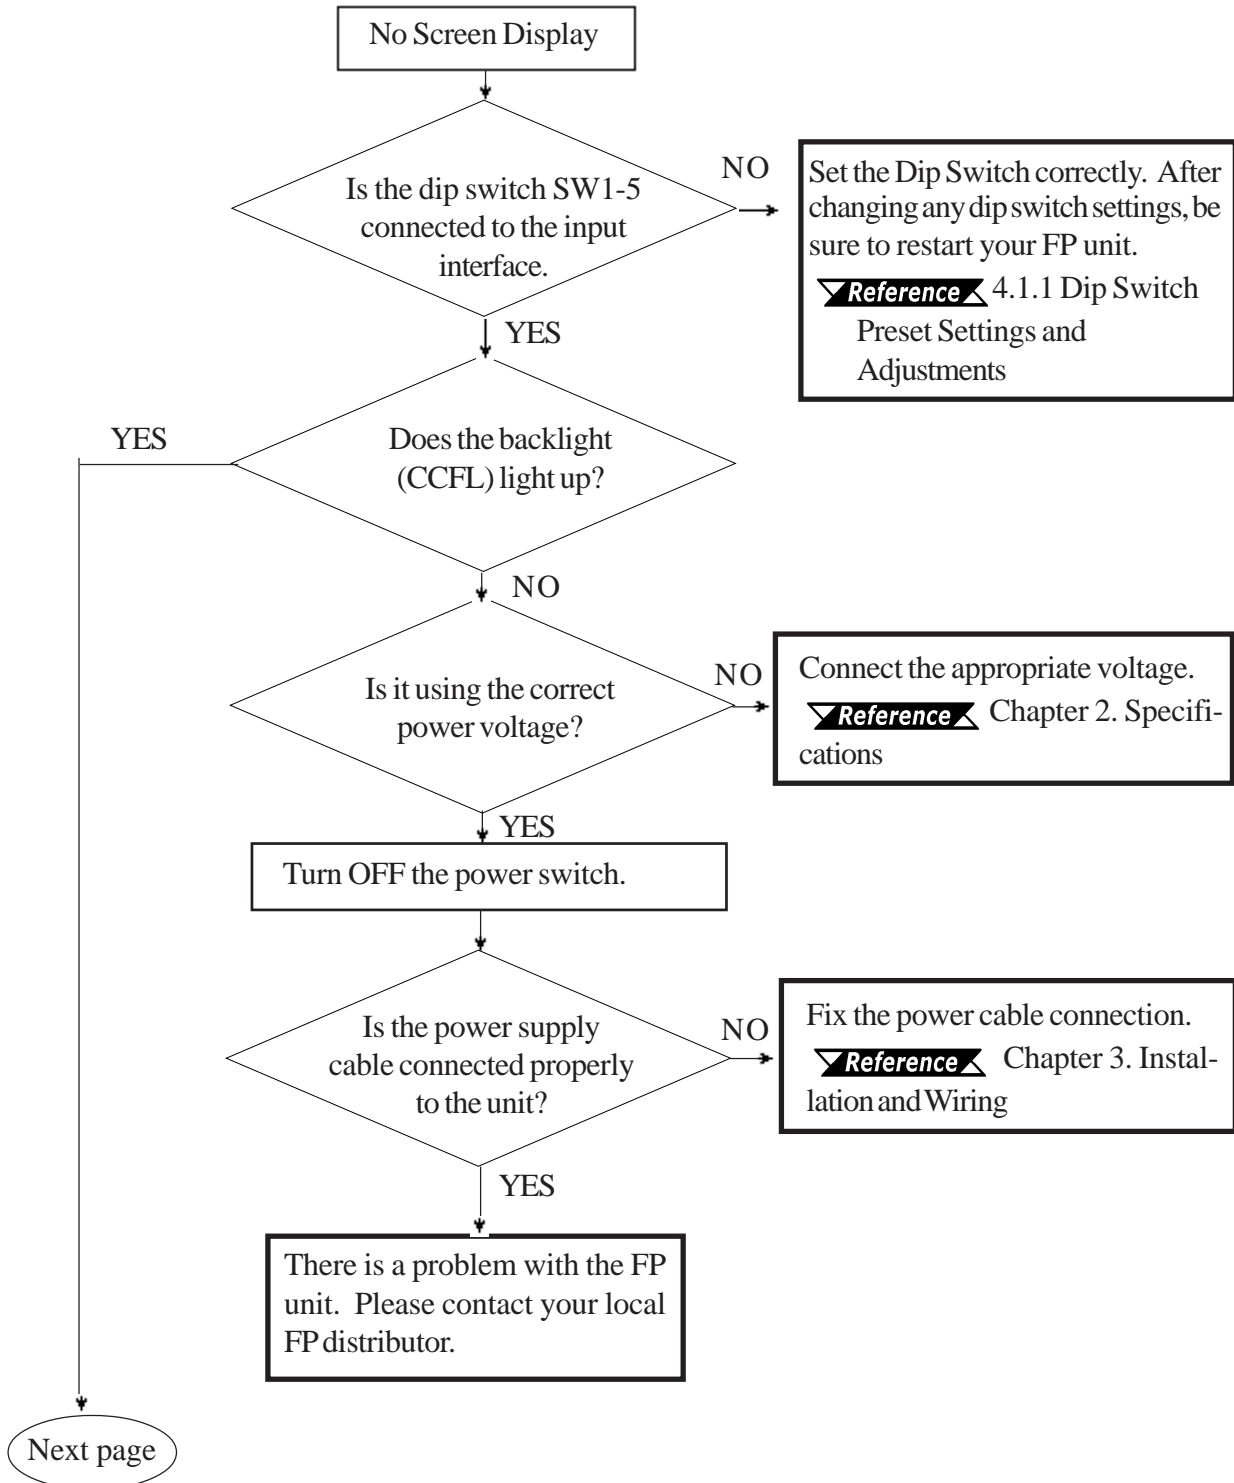 No Screen Display
Is the dip switch SW1-5
connected to the input
interface.
NO
Set the Dip Switch correctly. After
changing any dip switch settings, be
sure to restart your FP unit.
Reference 4.1.1 Dip Switch
Preset Settings and
Adjustments
YES
YES
Does the backlight
(CCFL) light up?
NO
Is it using the correct
power voltage?
NO
Connect the appropriate voltage.
Reference Chapter 2. Specifi-
cations
YES
Turn OFF the power switch.
Is the power supply
cable connected properly
to the unit?
NO
Fix the power cable connection.
Reference Chapter 3. Instal-
lation and Wiring
YES
There is a problem with the FP
unit. Please contact your local
FP distributor.
Next page